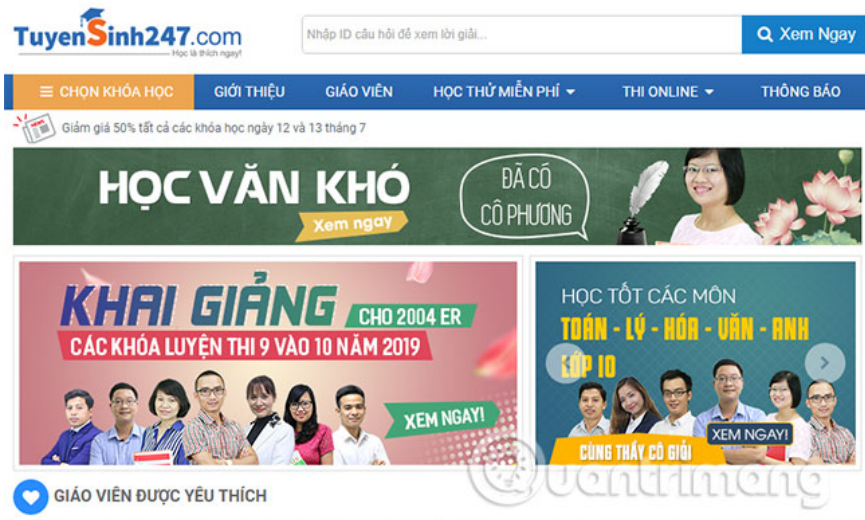 TuyenSinh247.com
Học là thích ngay!
Nhập ID câu hỏi để xem lời giải...
Xem Ngay
CHỌN KHÓA HỌC
GIỚI THIỆU
GIÁO VIÊN
HỌC THỬ MIỄN PHÍ
THI ONLINE
THÔNG BÁO
NEWS
Giảm giá 50% tất cả các khóa học ngày 12 và 13 tháng 7
HỌC VĂN KHÓ
Xem ngay
ĐÃ CÓ
CÔ PHƯƠNG
KHAI GIẢNG CHO 2004 ER
CÁC KHÓA LUYỆN THI 9 VÀO 10 NĂM 2019
XEM NGAY!
HỌC TỐT CÁC MÔN
TOÁN - LÝ - HÓA - VĂN - ANH
LỚP 10
XEM NGAY!
CÙNG THẦY CÔ GIỎI
Quantrimang
GIÁO VIÊN ĐƯỢC YÊU THÍCH